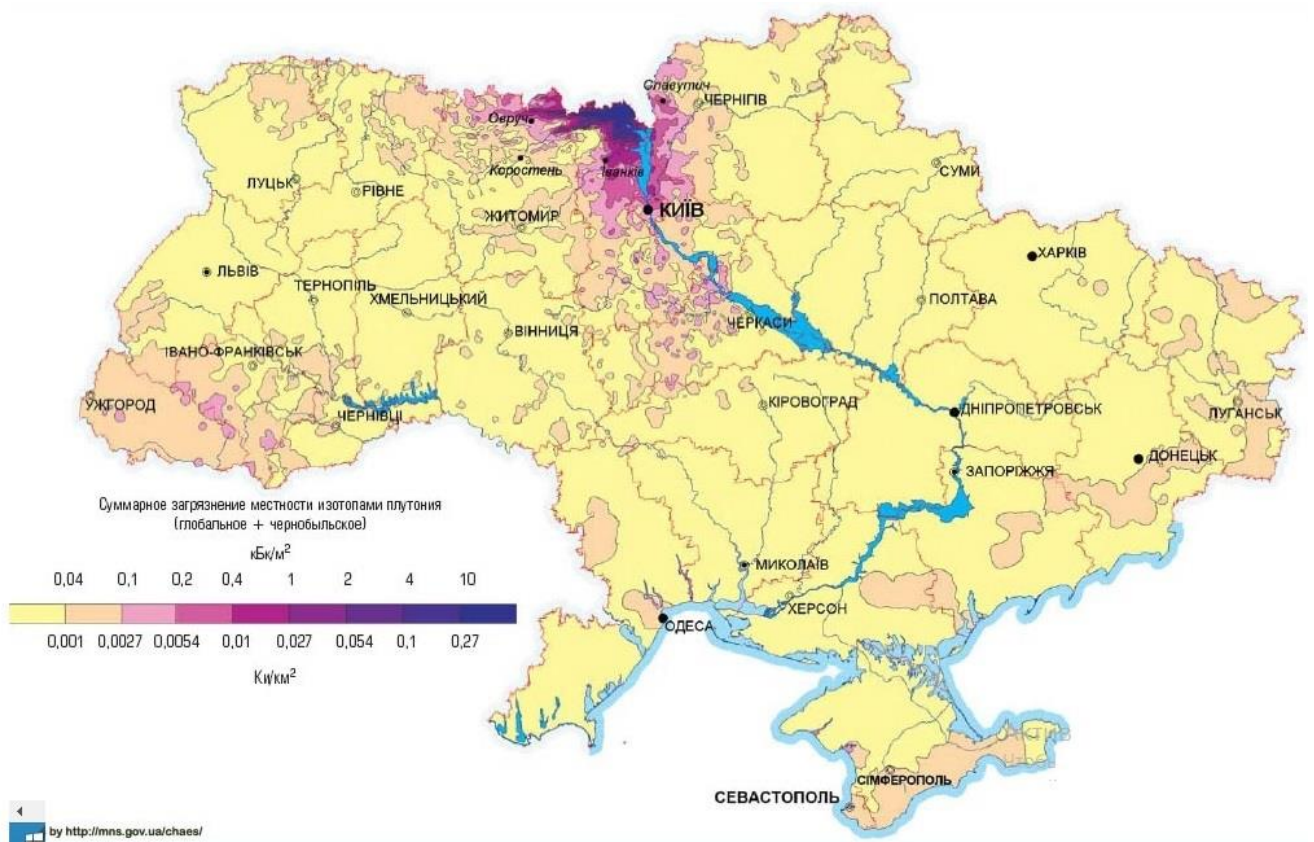 Славутич
ЧЕРНІГІВ
Овруч
Коростень
Іванків
СУМИ
ЛУЦЬК
РІВНЕ
КИЇВ
ЖИТОМИР
ХАРКІВ
ЛЬВІВ
ТЕРНОПІЛЬ
ХМЕЛЬНИЦЬКИЙ
ПОЛТАВА
ЧЕРКАСИ
ВІННИЦЯ
ІВАНО-ФРАНКІВСЬК
УЖГОРОД
ЧЕРНІВЦІ
КІРОВОГРАД
ДНІПРОПЕТРОВСЬК
ЛУГАНСЬК
ДОНЕЦЬК
ЗАПОРІЖЖЯ
Суммарное загрязнение местности изотопами плутония
(глобальное + чернобыльское)
кБк/м²
0,04 0,1 0,2 0,4 1 2 4 10
0,001 0,0027 0,0054 0,01 0,027 0,054 0,1 0,27
Ки/км²
МИКОЛАЇВ
ХЕРСОН
ОДЕСА
СІМФЕРОПОЛЬ
СЕВАСТОПОЛЬ
by http://mns.gov.ua/chaes/